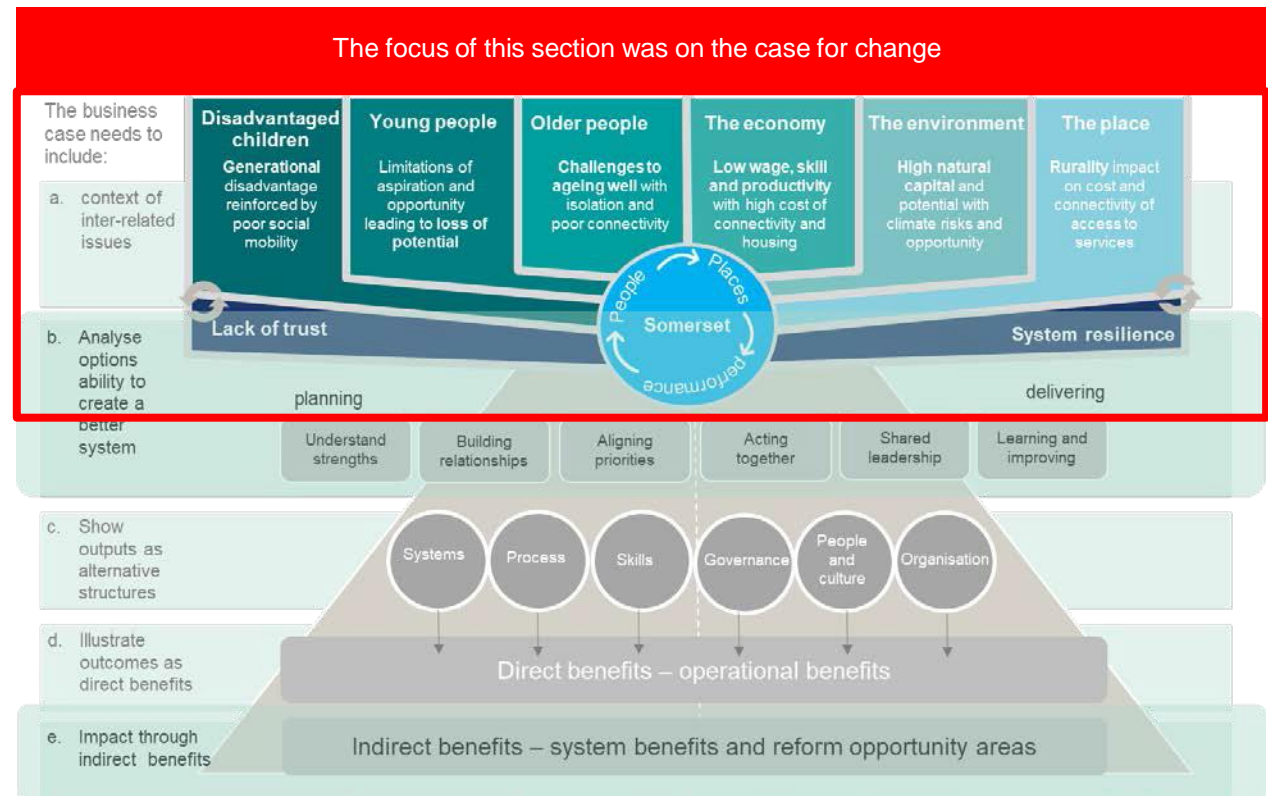 The focus of this section was on the case for change
The business
case needs to
include:
a. context of
inter-related
issues
Disadvantaged
children
Generational
disadvantage
reinforced by
poor social
mobility
Young people
Limitations of
aspiration and
opportunity
leading to loss of
potential
Older people
Challenges to
ageing well with
isolation and
poor connectivity
The economy
Low wage, skill
and productivity
with high cost of
connectivity and
housing
The environment
High natural
capital and
potential with
climate risks and
opportunity
The place
Rurality impact
on cost and
connectivity of
access to
services
People
Places
performance
Somerset
Lack of trust
System resilience
b. Analyse
options
ability to
create a
better
system
planning
delivering
Understand
strengths
Building
relationships
Aligning
priorities
Acting
together
Shared
leadership
Learning and
improving
c. Show
outputs as
alternative
structures
Systems
Process
Skills
Governance
People
and
culture
Organisation
d. Illustrate
outcomes as
direct benefits
Direct benefits – operational benefits
e. Impact through
indirect benefits
Indirect benefits – system benefits and reform opportunity areas